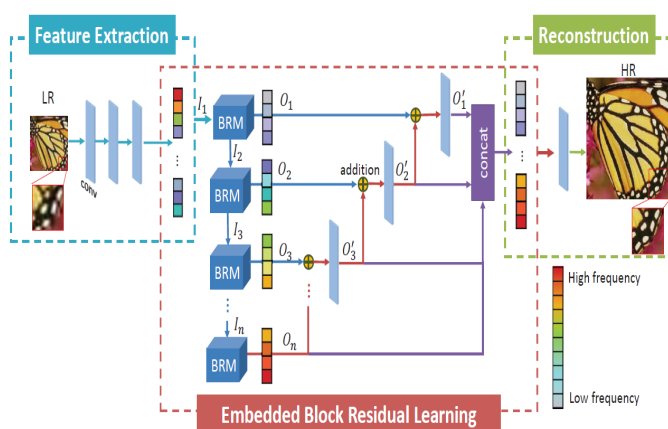 Feature Extraction
Reconstruction
LR
HR
I₁
BRM
O₁
O′₁
I₂
BRM
O₂
addition
O′₂
concat
conv
I₃
BRM
O₃
O′₃
Iₙ
BRM
Oₙ
High frequency
Low frequency
Embedded Block Residual Learning